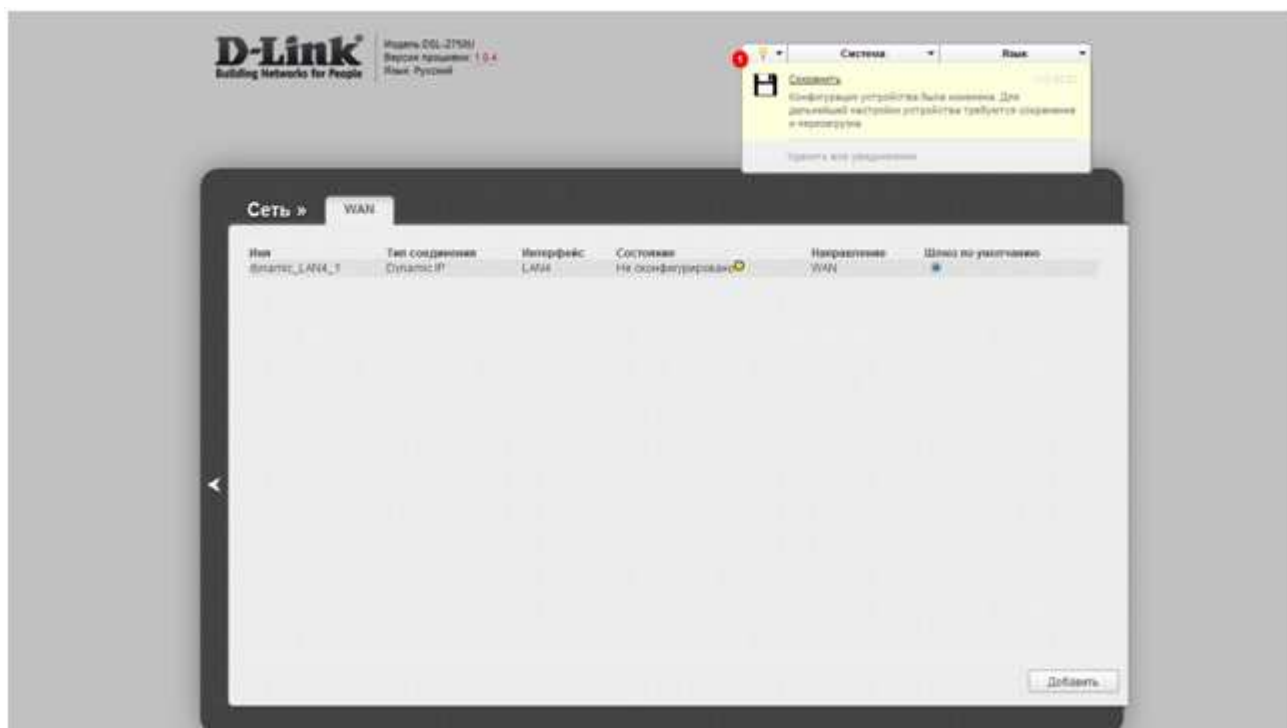 D-Link
Building Networks for People
Модель: DSL-2750U
Версия прошивки: 1.0.4
Язык: Русский
1
Система
Язык
Сохранить
Конфигурация устройства была изменена. Для
дальнейшей настройки устройства требуется сохранение
и перезагрузка
Удалить все уведомления
Сеть »
WAN
Имя Тип соединения Интерфейс Состояние Направление Шлюз по умолчанию
dynamic_LAN4_1 Dynamic IP LAN4 Не сконфигурировано WAN
Добавить